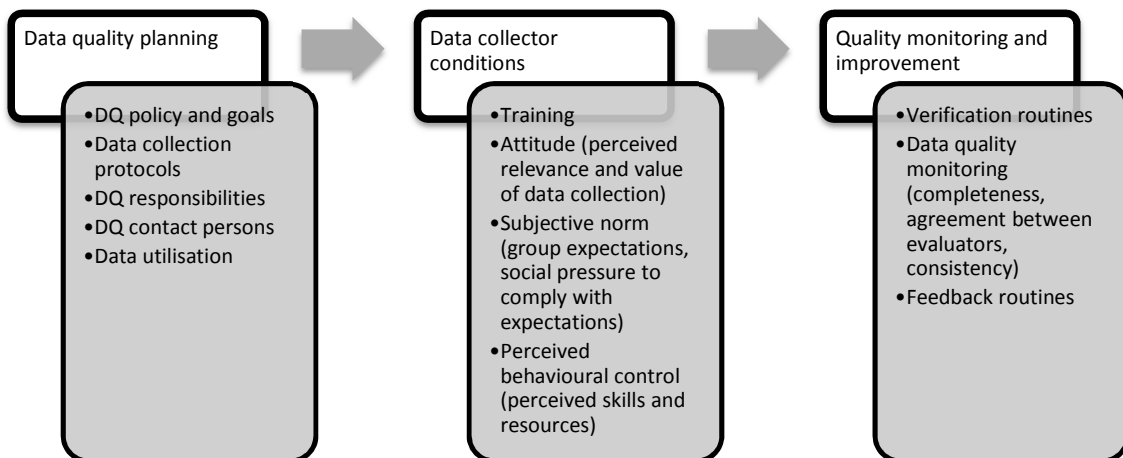 Data quality planning
•DQ policy and goals
•Data collection
protocols
•DQ responsibilities
•DQ contact persons
•Data utilisation
Data collector
conditions
•Training
•Attitude (perceived
relevance and value
of data collection)
•Subjective norm
(group expectations,
social pressure to
comply with
expectations)
•Perceived
behavioural control
(perceived skills and
resources)
Quality monitoring and
improvement
•Verification routines
•Data quality
monitoring
(completeness,
agreement between
evaluators,
consistency)
•Feedback routines